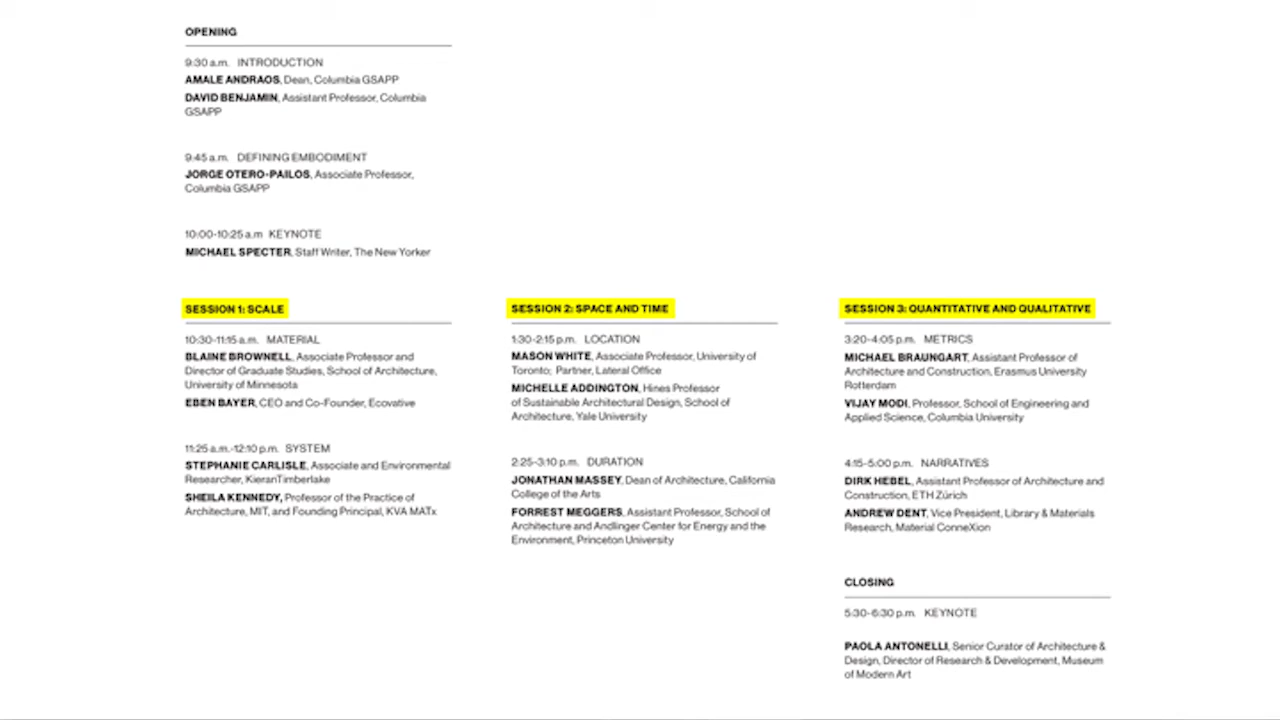 OPENING
9:30 a.m. INTRODUCTION
AMALE ANDRAOS, Dean, Columbia GSAPP
DAVID BENJAMIN, Assistant Professor, Columbia
GSAPP
9:45 a.m. DEFINING EMBODIMENT
JORGE OTERO-PAILOS, Associate Professor,
Columbia GSAPP
10:00-10:25 a.m KEYNOTE
MICHAEL SPECTER, Staff Writer, The New Yorker
SESSION 1: SCALE
10:30-11:15 a.m. MATERIAL
BLAINE BROWNELL, Associate Professor and
Director of Graduate Studies, School of Architecture,
University of Minnesota
EBEN BAYER, CEO and Co-Founder, Ecovative
11:25 a.m.-12:10 p.m. SYSTEM
STEPHANIE CARLISLE, Associate and Environmental
Researcher, KieranTimberlake
SHEILA KENNEDY, Professor of the Practice of
Architecture, MIT, and Founding Principal, KVA MATx
SESSION 2: SPACE AND TIME
1:30-2:15 p.m. LOCATION
MASON WHITE, Associate Professor, University of
Toronto; Partner, Lateral Office
MICHELLE ADDINGTON, Hines Professor
of Sustainable Architectural Design, School of
Architecture, Yale University
2:25-3:10 p.m. DURATION
JONATHAN MASSEY, Dean of Architecture, California
College of the Arts
FORREST MEGGERS, Assistant Professor, School of
Architecture and Andlinger Center for Energy and the
Environment, Princeton University
SESSION 3: QUANTITATIVE AND QUALITATIVE
3:20-4:05 p.m. METRICS
MICHAEL BRAUNGART, Assistant Professor of
Architecture and Construction, Erasmus University
Rotterdam
VIJAY MODI, Professor, School of Engineering and
Applied Science, Columbia University
4:15-5:00 p.m. NARRATIVES
DIRK HEBEL, Assistant Professor of Architecture and
Construction, ETH Zürich
ANDREW DENT, Vice President, Library & Materials
Research, Material ConneXion
CLOSING
5:30-6:30 p.m. KEYNOTE
PAOLA ANTONELLI, Senior Curator of Architecture &
Design, Director of Research & Development, Museum
of Modern Art